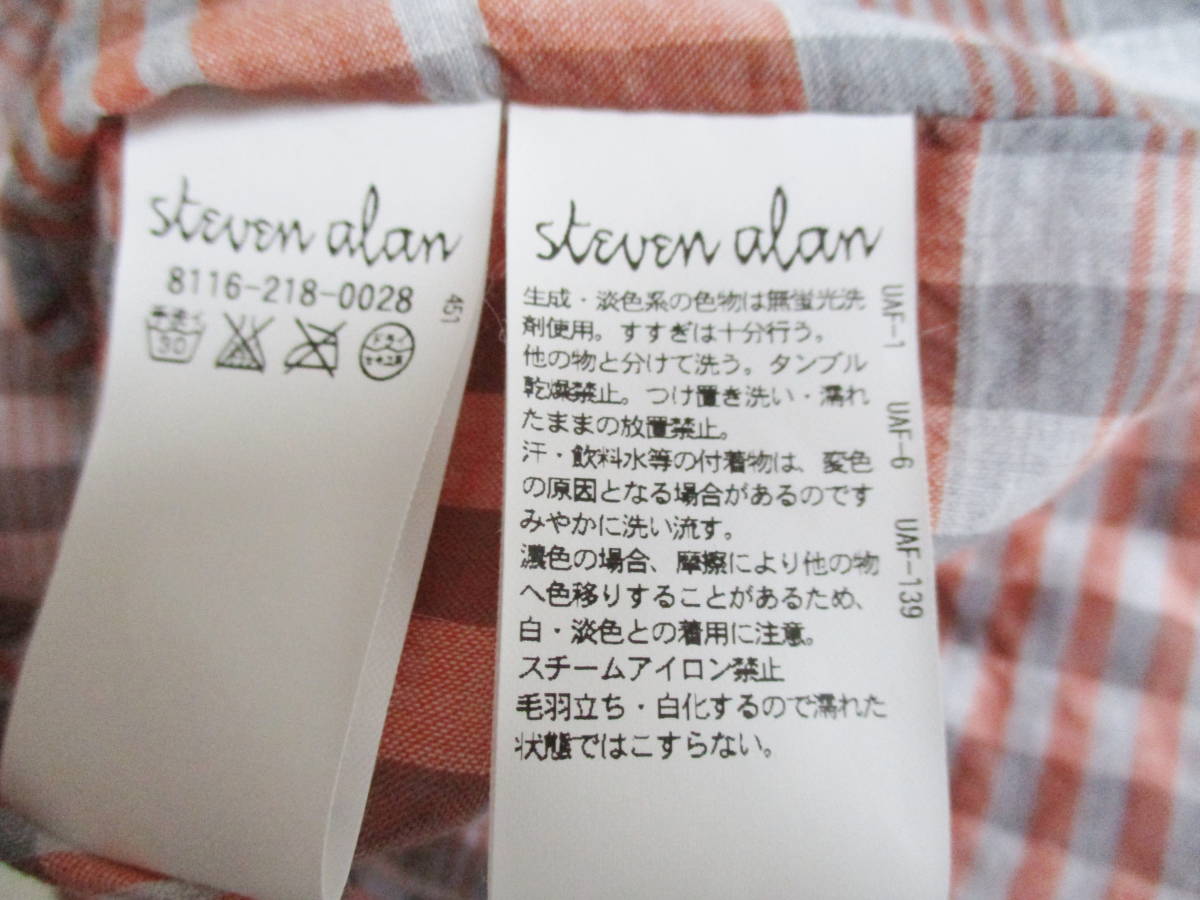 steven alan
8116-218-0028
451
手洗イ
30
ドライ
steven alan
生成・淡色系の色物は無蛍光洗
剤使用。すすぎは十分行う。
他の物と分けて洗う。タンブル
乾燥禁止。つけ置き洗い・濡れ
たままの放置禁止。
汗・飲料水等の付着物は、変色
の原因となる場合があるのです
みやかに洗い流す。
濃色の場合、摩擦により他の物
へ色移りすることがあるため、
白・淡色との着用に注意。
スチームアイロン禁止
毛羽立ち・白化するので濡れた
状態ではこすらない。
UAF-1
UAF-6
UAF-139